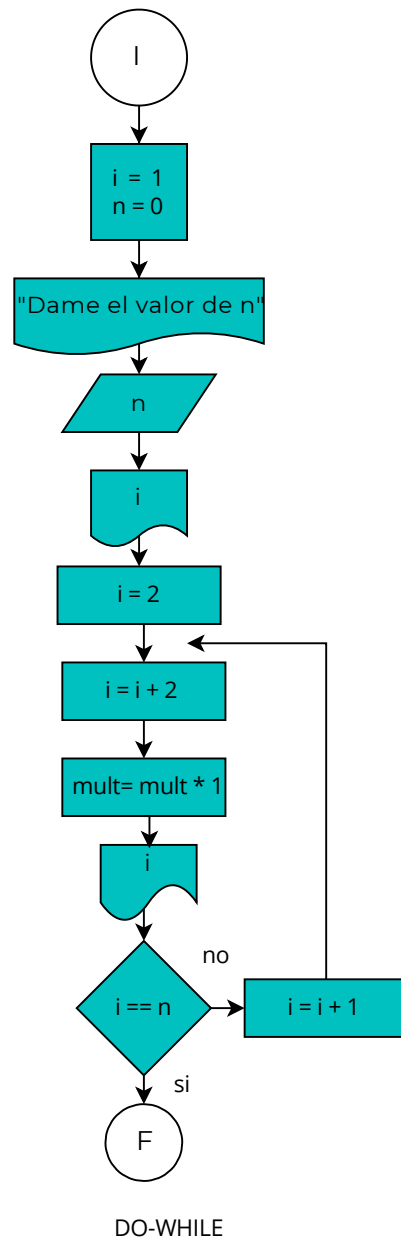 I
i = 1
n = 0
"Dame el valor de n"
n
i
i = 2
i = i + 2
mult= mult * 1
i
i == n
no
i = i + 1
si
F
DO-WHILE